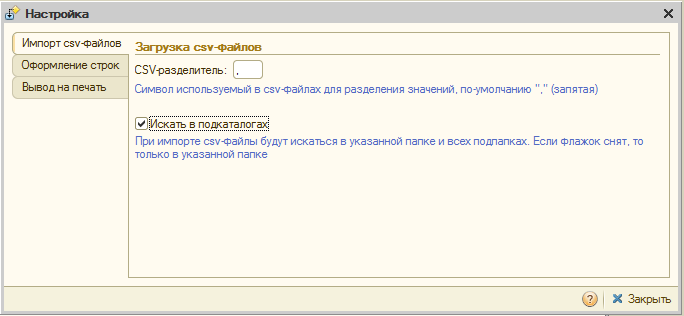 Настройка
Импорт csv-файлов
Оформление строк
Вывод на печать
Загрузка csv-файлов
CSV-разделитель: ,
Символ используемый в csv-файлах для разделения значений, по-умолчанию "," (запятая)
Искать в подкаталогах
При импорте csv-файлы будут искаться в указанной папке и всех подпапках. Если флажок снят, то
только в указанной папке
? Закрыть